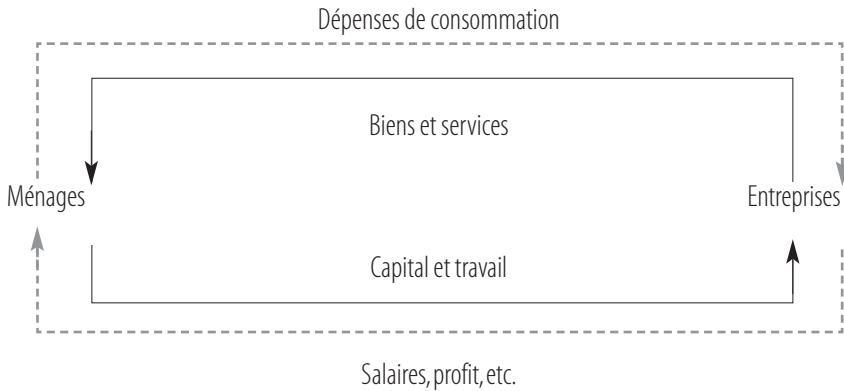 Dépenses de consommation
Biens et services
Ménages
Entreprises
Capital et travail
Salaires, profit, etc.